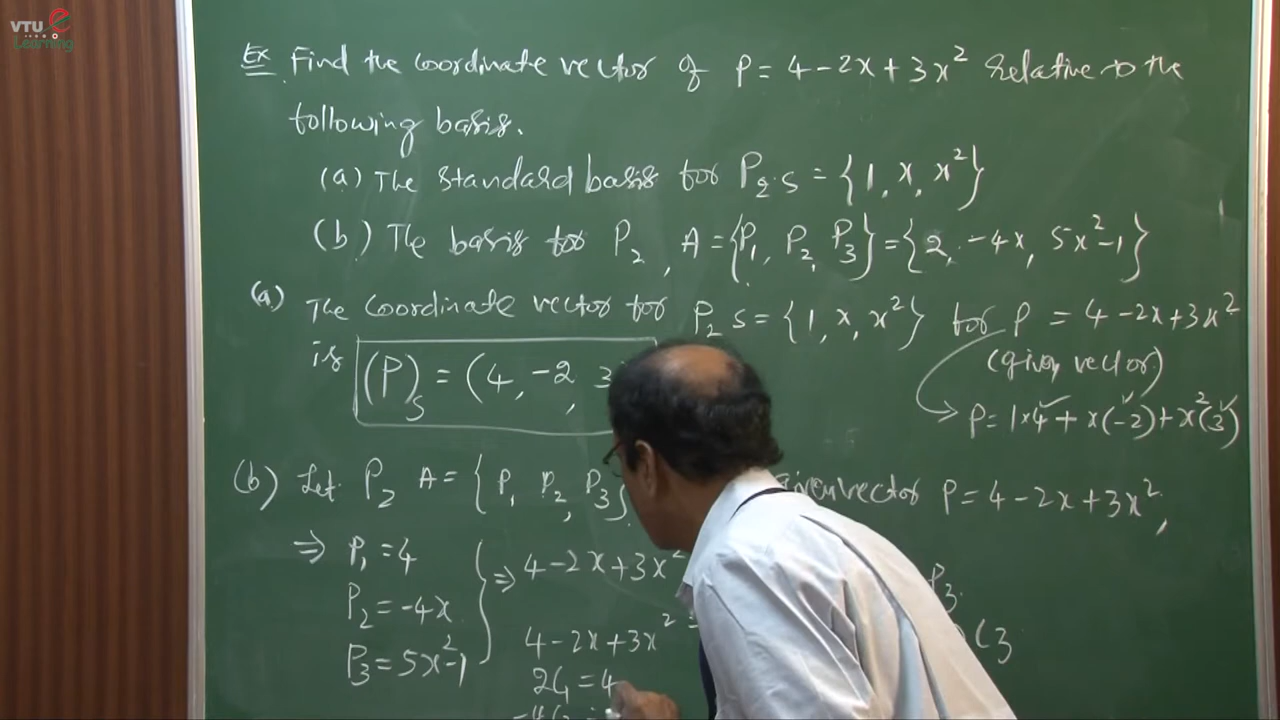 VTU e
Learning
Ex Find the coordinate vector of P = 4 - 2x + 3x² relative to the
following basis.
(a) The standard basis for P₂ S = {1, x, x²}
(b) The basis for P₂, A = {P₁, P₂, P₃} = {2, -4x, 5x²-1}
(a) The coordinate vector for P₂ S = {1, x, x²} for P = 4 - 2x + 3x²
is (P)s = (4, -2, 3
(given vector)
P = 1×4 + x(-2) + x²(3)
(b) Let P₂ A = {P₁, P₂, P₃} given vector P = 4 - 2x + 3x²,
⇒ P₁ = 4
P₂ = -4x
P₃ = 5x²-1
⇒ 4 - 2x + 3x²
P₃
4 - 2x + 3x² =
C₃
2C₁ = 4